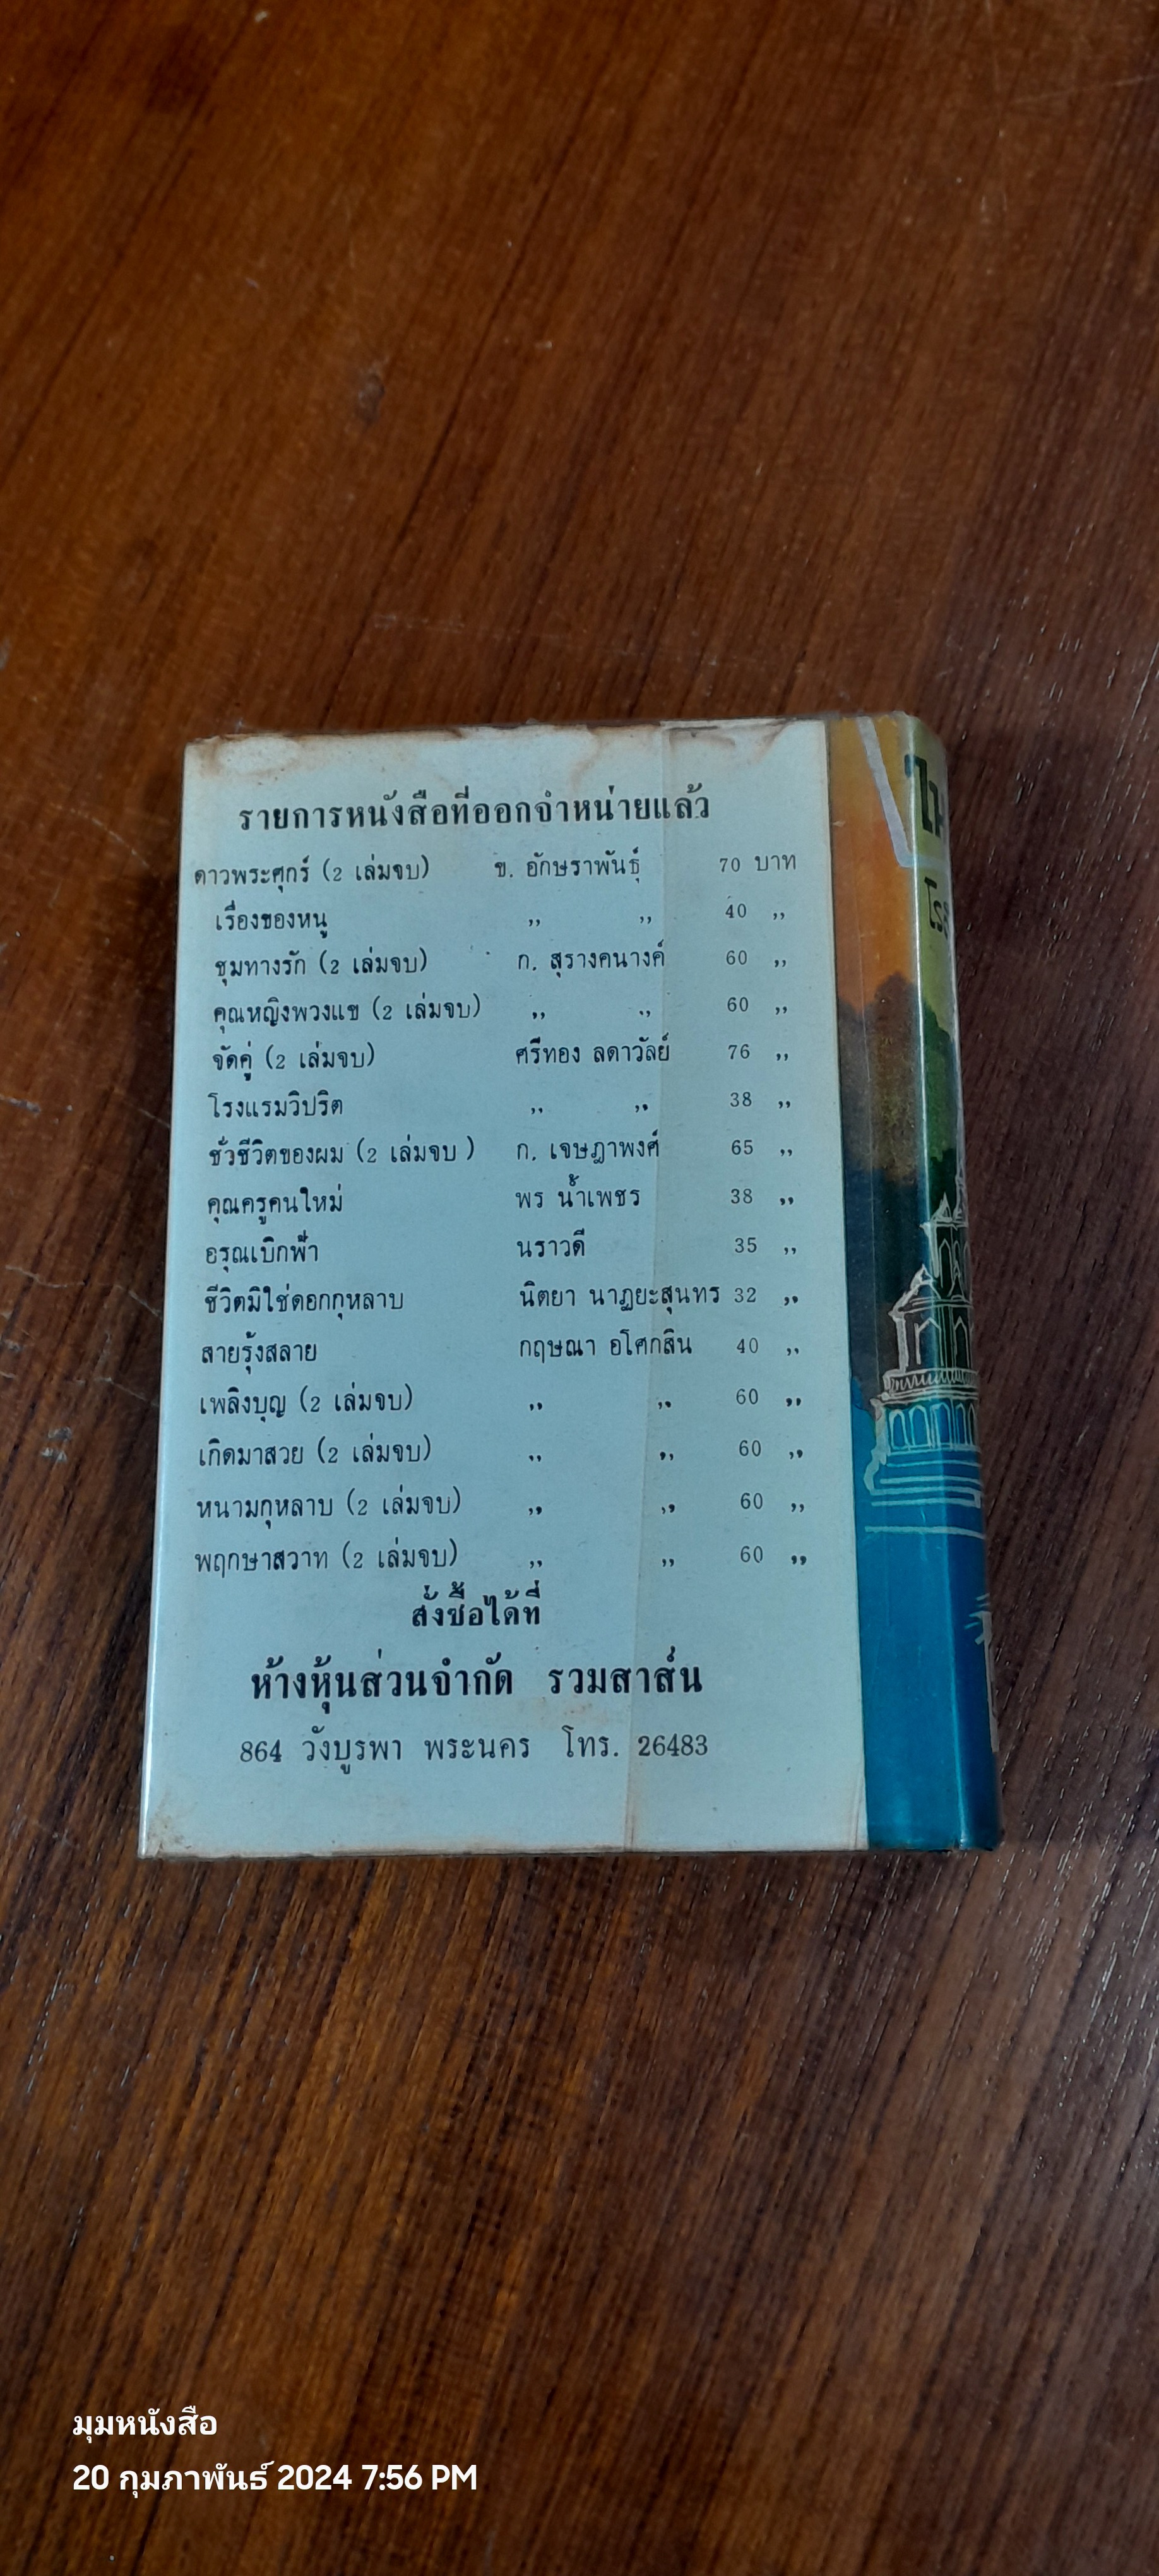 รายการหนังสือที่ออกจำหน่ายแล้ว
ดาวพระศุกร์ (2 เล่มจบ) ข. อักษราพันธุ์ 70 บาท
เรื่องของหนู ,, ,, 40 ,,
ชุมทางรัก (2 เล่มจบ) ก. สุรางคนางค์ 60 ,,
คุณหญิงพวงแข (2 เล่มจบ) ,, ,, 60 ,,
จัดคู่ (2 เล่มจบ) ศรีทอง ลดาวัลย์ 76 ,,
โรงแรมวิปริต ,, ,, 38 ,,
ชั่วชีวิตของผม (2 เล่มจบ ) ก. เจษฎาพงศ์ 65 ,,
คุณครูคนใหม่ พร น้ำเพชร 38 ,,
อรุณเบิกฟ้า นราวดี 35 ,,
ชีวิตมิใช่ดอกกุหลาบ นิตยา นาฏยะสุนทร 32 ,,
สายรุ้งสลาย กฤษณา อโศกสิน 40 ,,
เพลิงบุญ (2 เล่มจบ) ,, ,, 60 ,,
เกิดมาสวย (2 เล่มจบ) ,, ,, 60 ,,
หนามกุหลาบ (2 เล่มจบ) ,, ,, 60 ,,
พฤกษาสวาท (2 เล่มจบ) ,, ,, 60 ,,
สั่งซื้อได้ที่
ห้างหุ้นส่วนจำกัด รวมสาส์น
864 วังบูรพา พระนคร โทร. 26483
มุมหนังสือ
20 กุมภาพันธ์ 2024 7:56 PM